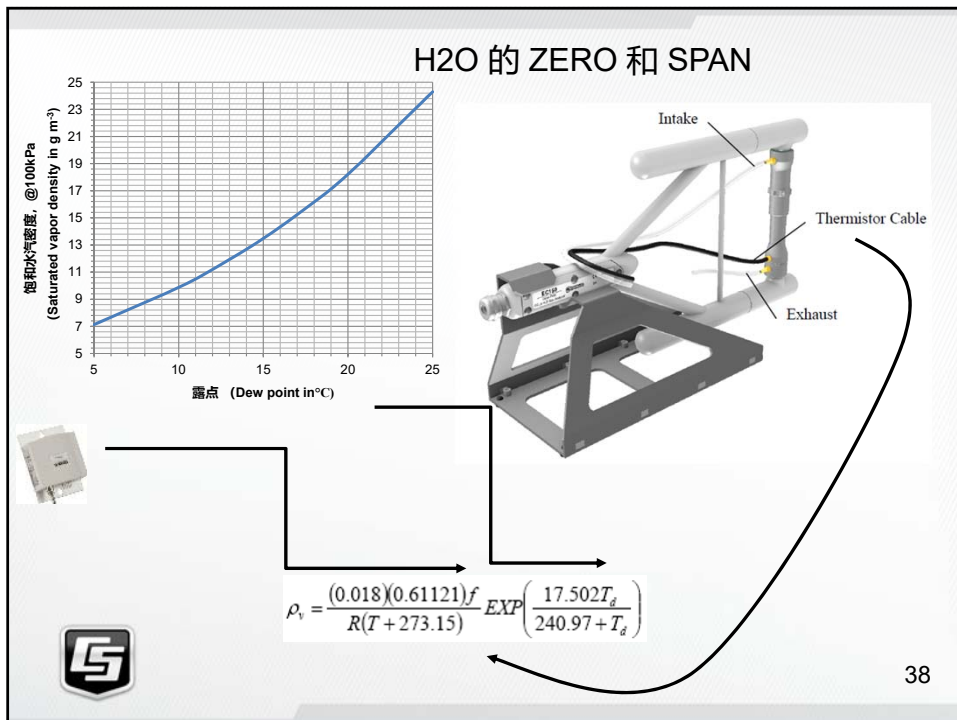 H2O 的 ZERO 和 SPAN
饱和水汽密度，@100kPa
(Saturated vapor density in g m-3)
25
23
21
19
17
15
13
11
9
7
5
5 10 15 20 25
露点 (Dew point in°C)
Intake
Thermistor Cable
Exhaust
EC150
ρv = (0.018)(0.61121)f / R(T + 273.15) EXP(17.502Td / 240.97 + Td)
38